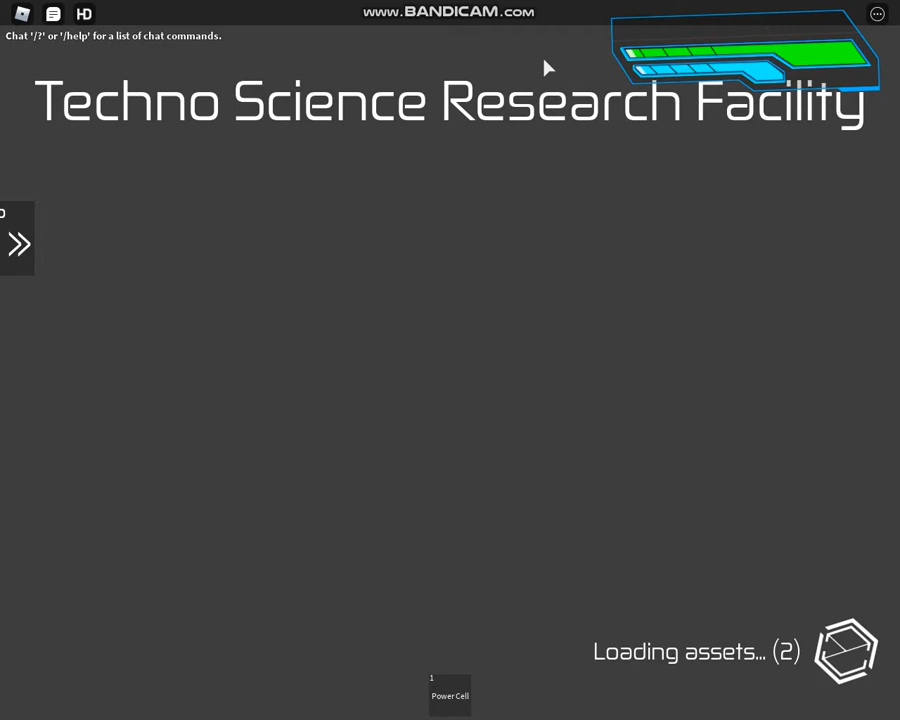 HD
www.BANDICAM.com
Chat '/?' or '/help' for a list of chat commands.
Techno Science Research Facility
Loading assets... (2)
1
Power Cell